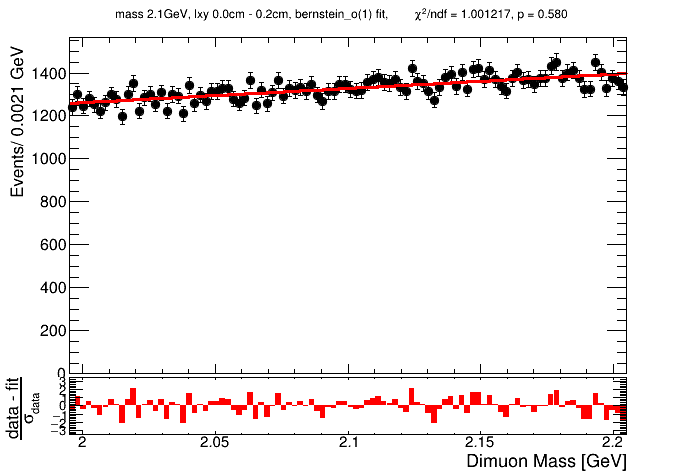 mass 2.1GeV, lxy 0.0cm - 0.2cm, bernstein_o(1) fit, χ²/ndf = 1.001217, p = 0.580
Events/ 0.0021 GeV
1400
1200
1000
800
600
400
200
0
data - fit
σdata
3
2
1
0
−1
−2
−3
2 2.05 2.1 2.15 2.2
Dimuon Mass [GeV]